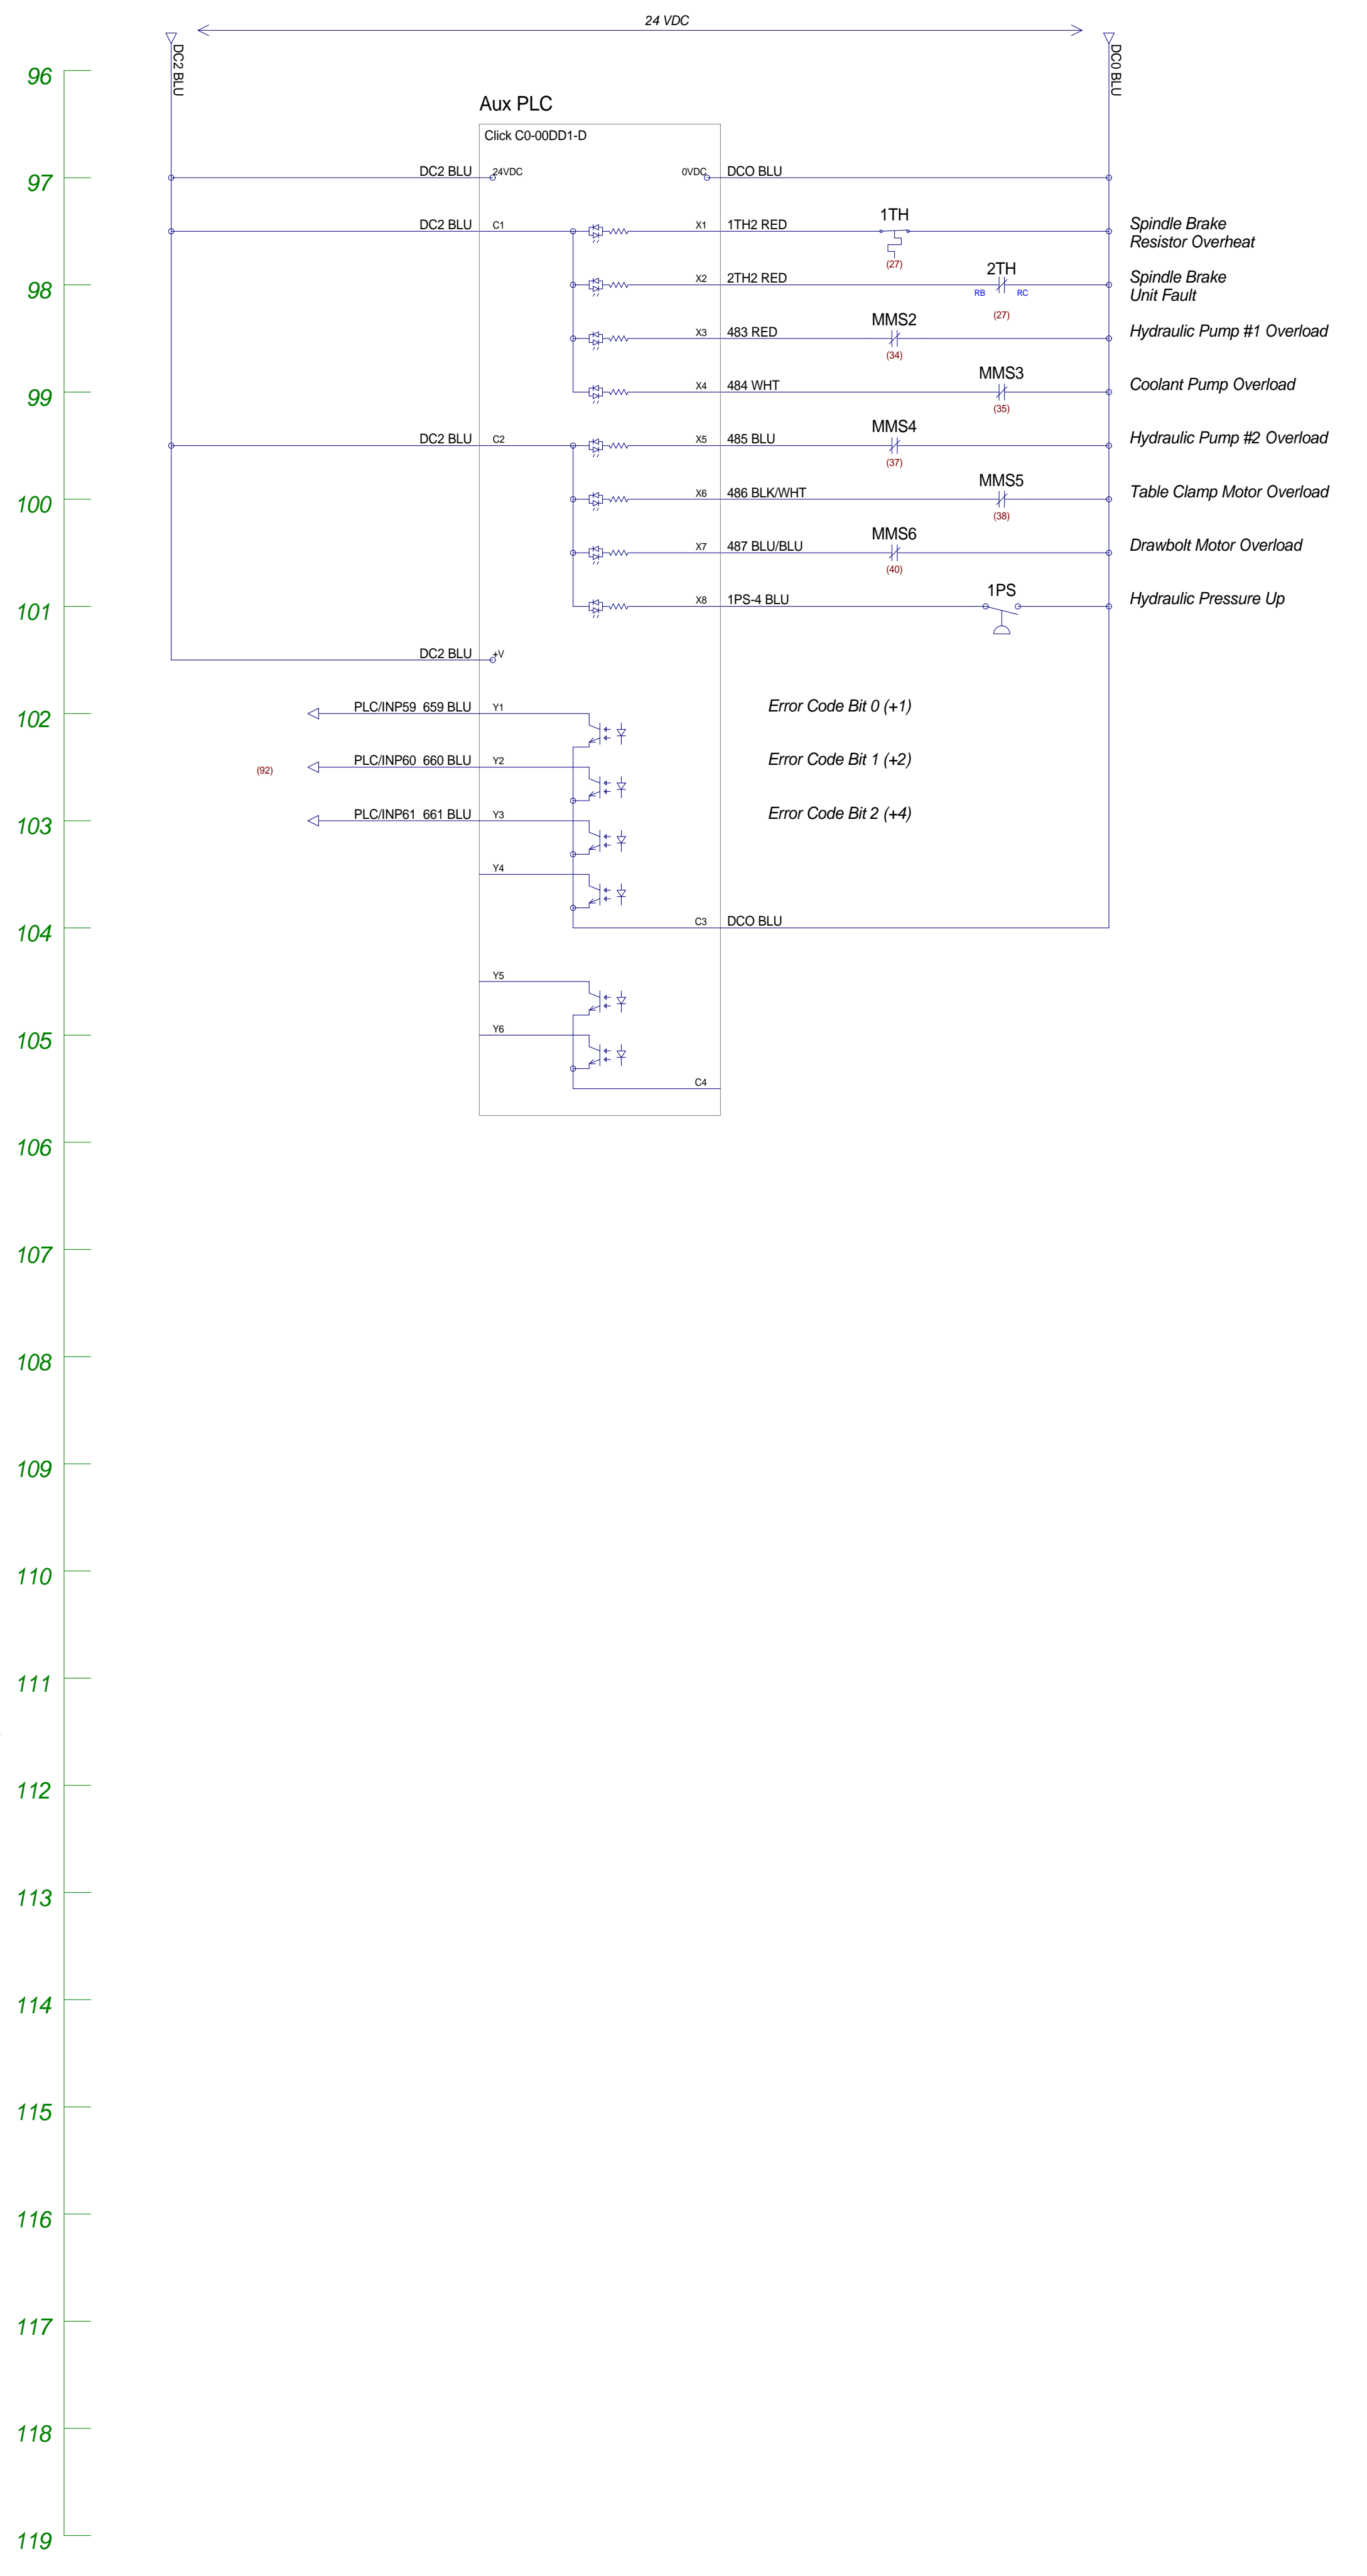 24 VDC
DC2 BLU
DC0 BLU
96
Aux PLC
Click C0-00DD1-D
97
DC2 BLU
24VDC
0VDC
DCO BLU
DC2 BLU
C1
X1
1TH2 RED
1TH
(27)
Spindle Brake
Resistor Overheat
98
X2
2TH2 RED
2TH
RB
RC
(27)
Spindle Brake
Unit Fault
X3
483 RED
MMS2
(34)
Hydraulic Pump #1 Overload
99
X4
484 WHT
MMS3
(35)
Coolant Pump Overload
DC2 BLU
C2
X5
485 BLU
MMS4
(37)
Hydraulic Pump #2 Overload
100
X6
486 BLK/WHT
MMS5
(38)
Table Clamp Motor Overload
X7
487 BLU/BLU
MMS6
(40)
Drawbolt Motor Overload
101
X8
1PS-4 BLU
1PS
Hydraulic Pressure Up
DC2 BLU
+V
102
PLC/INP59 659 BLU
Y1
Error Code Bit 0 (+1)
(92)
PLC/INP60 660 BLU
Y2
Error Code Bit 1 (+2)
103
PLC/INP61 661 BLU
Y3
Error Code Bit 2 (+4)
Y4
104
C3
DCO BLU
Y5
105
Y6
C4
106
107
108
109
110
111
112
113
114
115
116
117
118
119